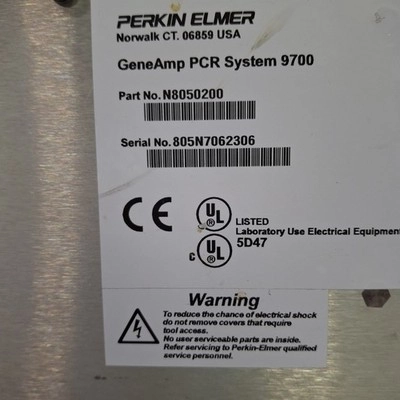 PERKIN ELMER
Norwalk CT. 06859 USA
GeneAmp PCR System 9700
Part No. N8050200
Serial No. 805N7062306
CE
UL
LISTED
Laboratory Use Electrical Equipment
5D47
C UL
Warning
To reduce the chance of electrical shock
do not remove covers that require
tool access.
No user serviceable parts are inside.
Refer servicing to Perkin-Elmer qualified
service personnel.